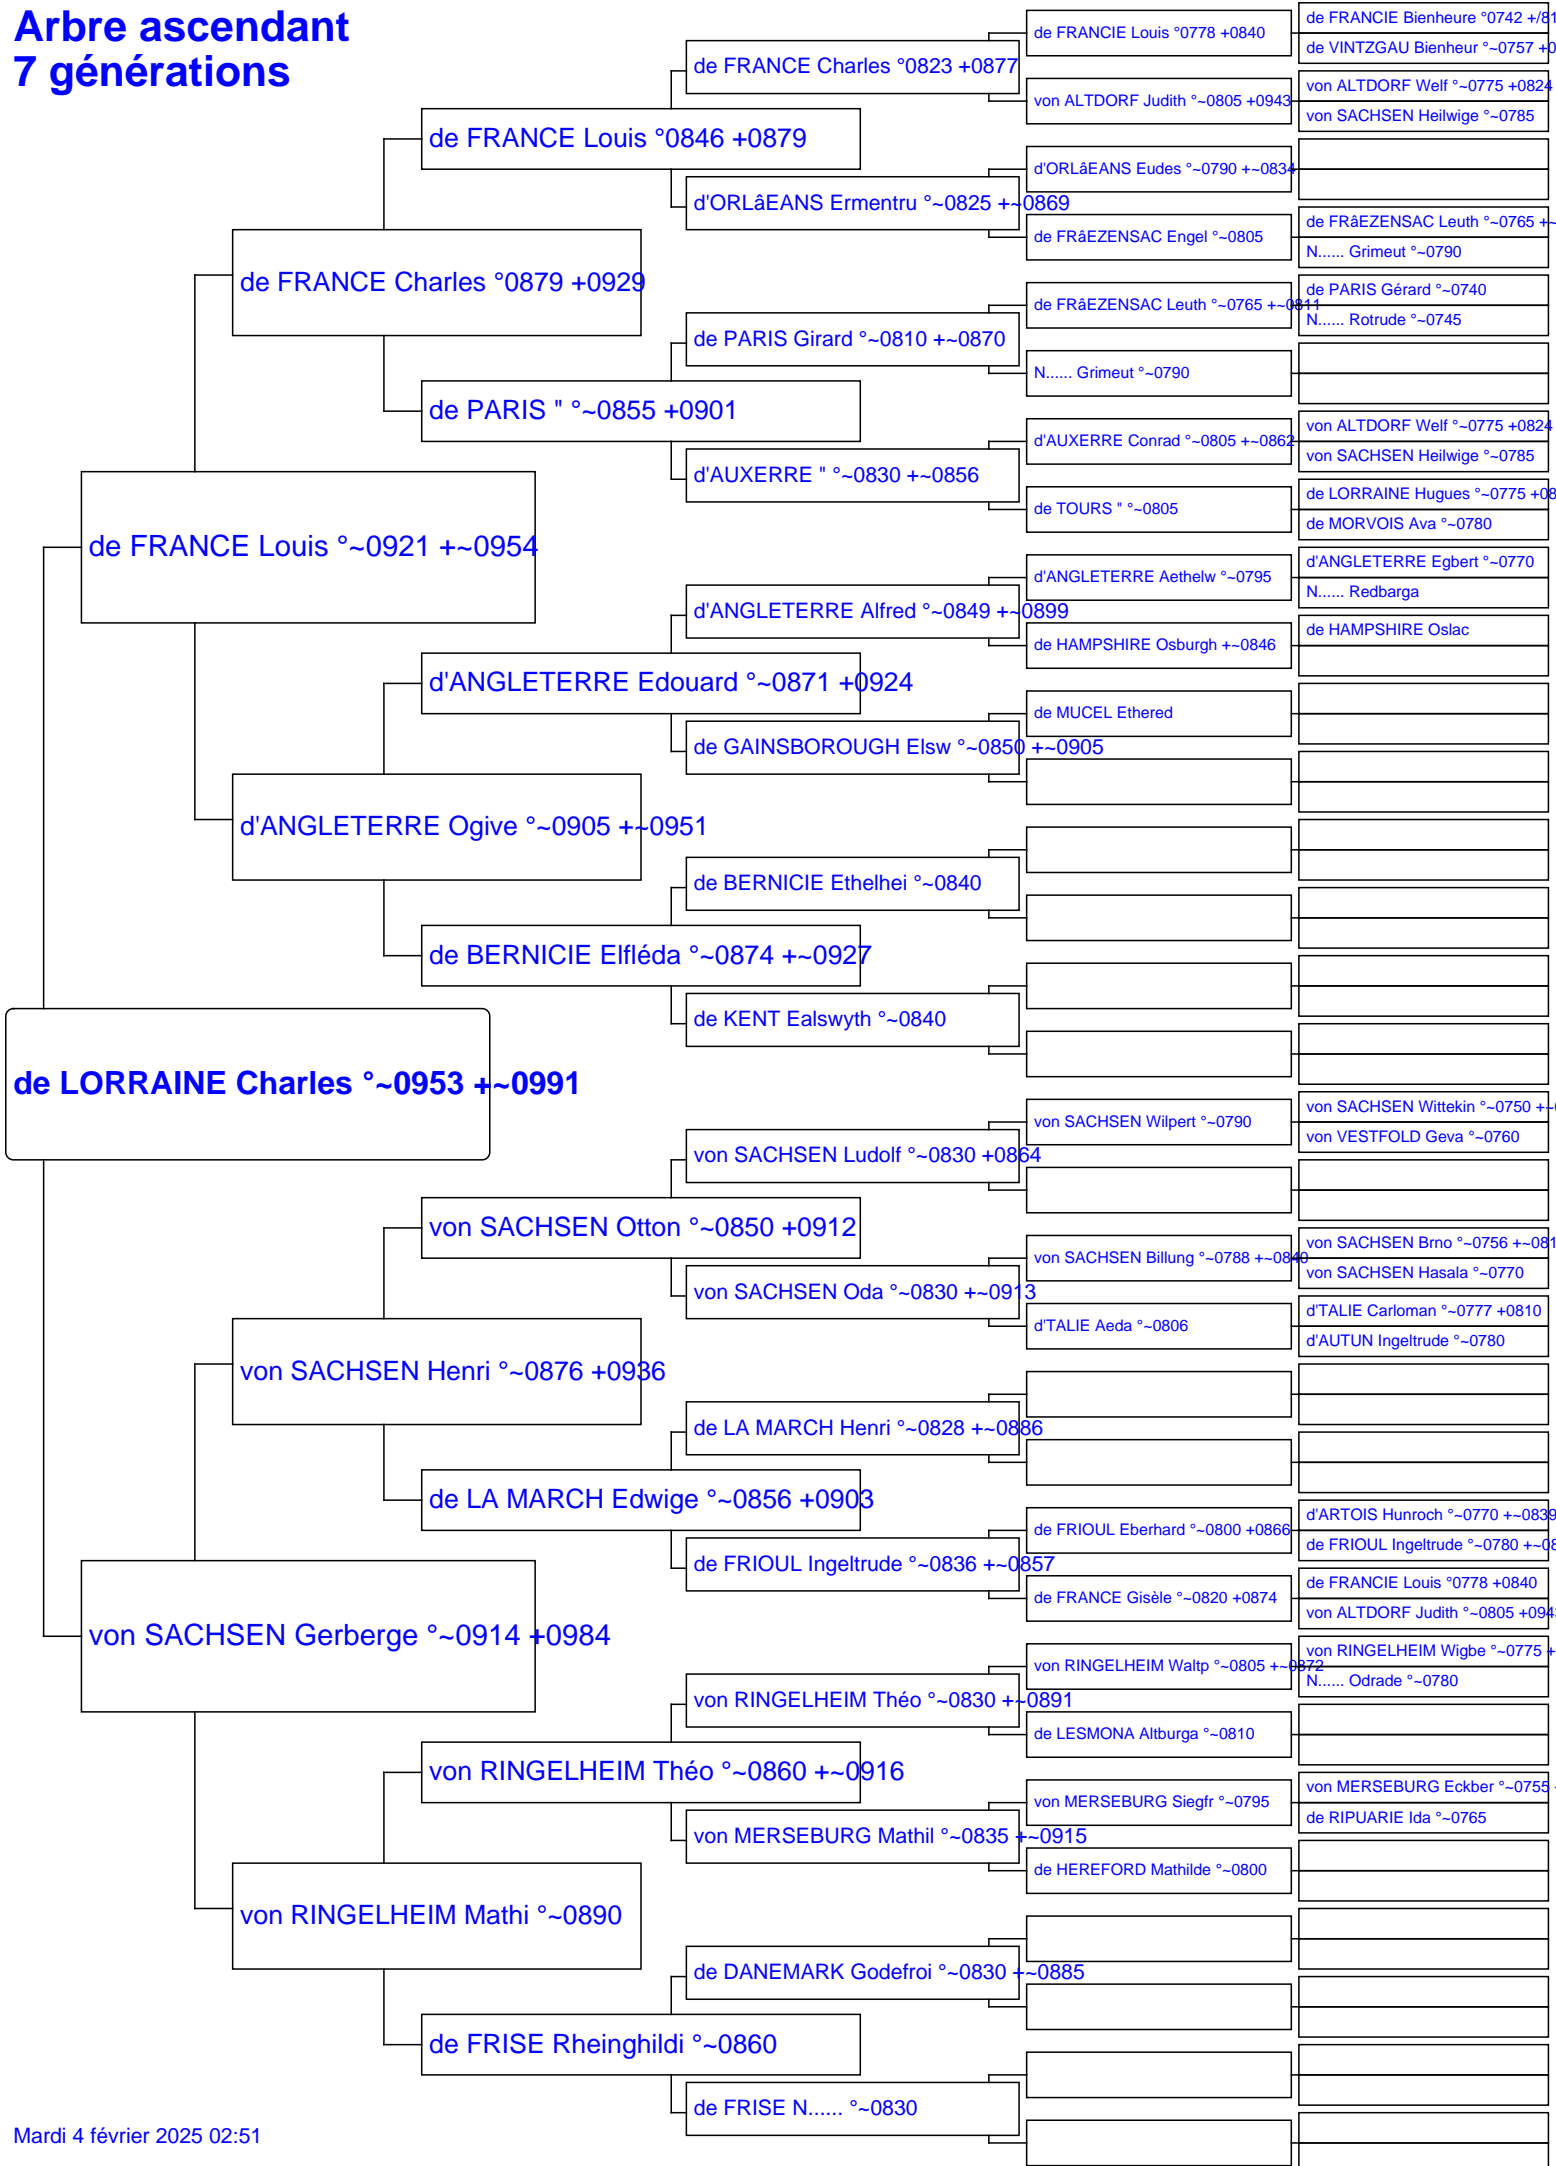 Arbre ascendant
7 générations
de LORRAINE Charles °~0953 +~0991
de FRANCE Louis °~0921 +~0954
von SACHSEN Gerberge °~0914 +0984
de FRANCE Charles °0879 +0929
d'ANGLETERRE Ogive °~0905 +~0951
von SACHSEN Henri °~0876 +0936
von RINGELHEIM Mathi °~0890
de FRANCE Louis °0846 +0879
de PARIS " °~0855 +0901
d'ANGLETERRE Edouard °~0871 +0924
de BERNICIE Elfléda °~0874 +~0927
von SACHSEN Otton °~0850 +0912
de LA MARCH Edwige °~0856 +0903
von RINGELHEIM Théo °~0860 +~0916
de FRISE Rheinghildi °~0860
de FRANCE Charles °0823 +0877
d'ORLâEANS Ermentru °~0825 +~0869
de PARIS Girard °~0810 +~0870
d'AUXERRE " °~0830 +~0856
d'ANGLETERRE Alfred °~0849 +~0899
de GAINSBOROUGH Elsw °~0850 +~0905
de BERNICIE Ethelhei °~0840
de KENT Ealswyth °~0840
von SACHSEN Ludolf °~0830 +0864
von SACHSEN Oda °~0830 +~0913
de LA MARCH Henri °~0828 +~0886
de FRIOUL Ingeltrude °~0836 +~0857
von RINGELHEIM Théo °~0830 +~0891
von MERSEBURG Mathil °~0835 +~0915
de DANEMARK Godefroi °~0830 +~0885
de FRISE N...... °~0830
de FRANCIE Louis °0778 +0840
von ALTDORF Judith °~0805 +0943
d'ORLâEANS Eudes °~0790 +~0834
de FRâEZENSAC Engel °~0805
de FRâEZENSAC Leuth °~0765 +~0811
N...... Grimeut °~0790
d'AUXERRE Conrad °~0805 +~0862
de TOURS " °~0805
d'ANGLETERRE Aethelw °~0795
de HAMPSHIRE Osburgh +~0846
de MUCEL Ethered
von SACHSEN Wilpert °~0790
von SACHSEN Billung °~0788 +~0840
d'TALIE Aeda °~0806
de FRIOUL Eberhard °~0800 +0866
de FRANCE Gisèle °~0820 +0874
von RINGELHEIM Waltp °~0805 +~0872
de LESMONA Altburga °~0810
von MERSEBURG Siegfr °~0795
de HEREFORD Mathilde °~0800
de FRANCIE Bienheure °0742 +/81
de VINTZGAU Bienheur °~0757 +0
von ALTDORF Welf °~0775 +0824
von SACHSEN Heilwige °~0785
de FRâEZENSAC Leuth °~0765 +~
N...... Grimeut °~0790
de PARIS Gérard °~0740
N...... Rotrude °~0745
von ALTDORF Welf °~0775 +0824
von SACHSEN Heilwige °~0785
de LORRAINE Hugues °~0775 +08
de MORVOIS Ava °~0780
d'ANGLETERRE Egbert °~0770
N...... Redbarga
de HAMPSHIRE Oslac
von SACHSEN Wittekin °~0750 +~0
von VESTFOLD Geva °~0760
von SACHSEN Brno °~0756 +~081
von SACHSEN Hasala °~0770
d'TALIE Carloman °~0777 +0810
d'AUTUN Ingeltrude °~0780
d'ARTOIS Hunroch °~0770 +~0839
de FRIOUL Ingeltrude °~0780 +~08
de FRANCIE Louis °0778 +0840
von ALTDORF Judith °~0805 +094
von RINGELHEIM Wigbe °~0775 +
N...... Odrade °~0780
von MERSEBURG Eckber °~0755
de RIPUARIE Ida °~0765
Mardi 4 février 2025 02:51